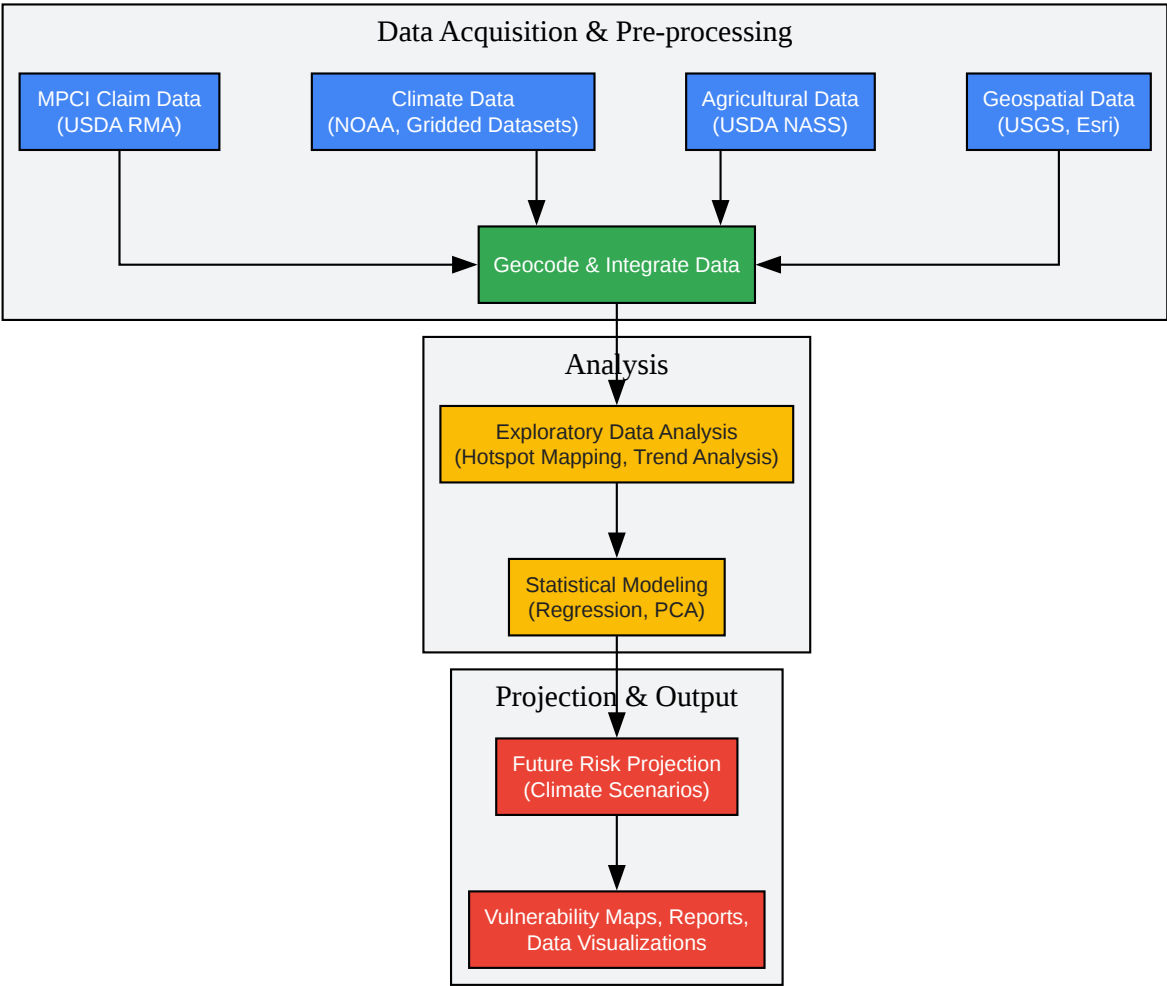 Data Acquisition & Pre-processing
MPCI Claim Data
(USDA RMA)
Climate Data
(NOAA, Gridded Datasets)
Agricultural Data
(USDA NASS)
Geospatial Data
(USGS, Esri)
Geocode & Integrate Data
Analysis
Exploratory Data Analysis
(Hotspot Mapping, Trend Analysis)
Statistical Modeling
(Regression, PCA)
Projection & Output
Future Risk Projection
(Climate Scenarios)
Vulnerability Maps, Reports,
Data Visualizations